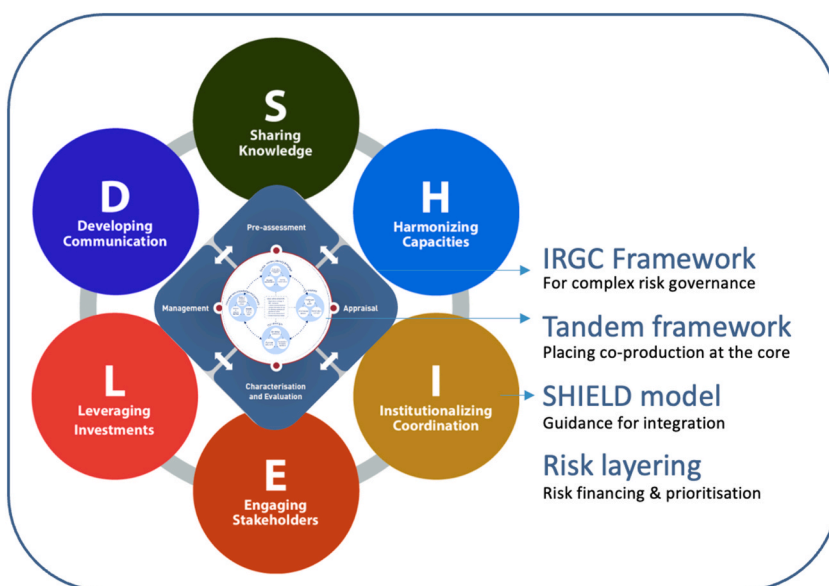 S
Sharing
Knowledge
D
Developing
Communication
H
Harmonizing
Capacities
Pre-assessment
Management
Appraisal
Characterisation
and Evaluation
L
Leveraging
Investments
I
Institutionalizing
Coordination
E
Engaging
Stakeholders
IRGC Framework
For complex risk governance
Tandem framework
Placing co-production at the core
SHIELD model
Guidance for integration
Risk layering
Risk financing & prioritisation